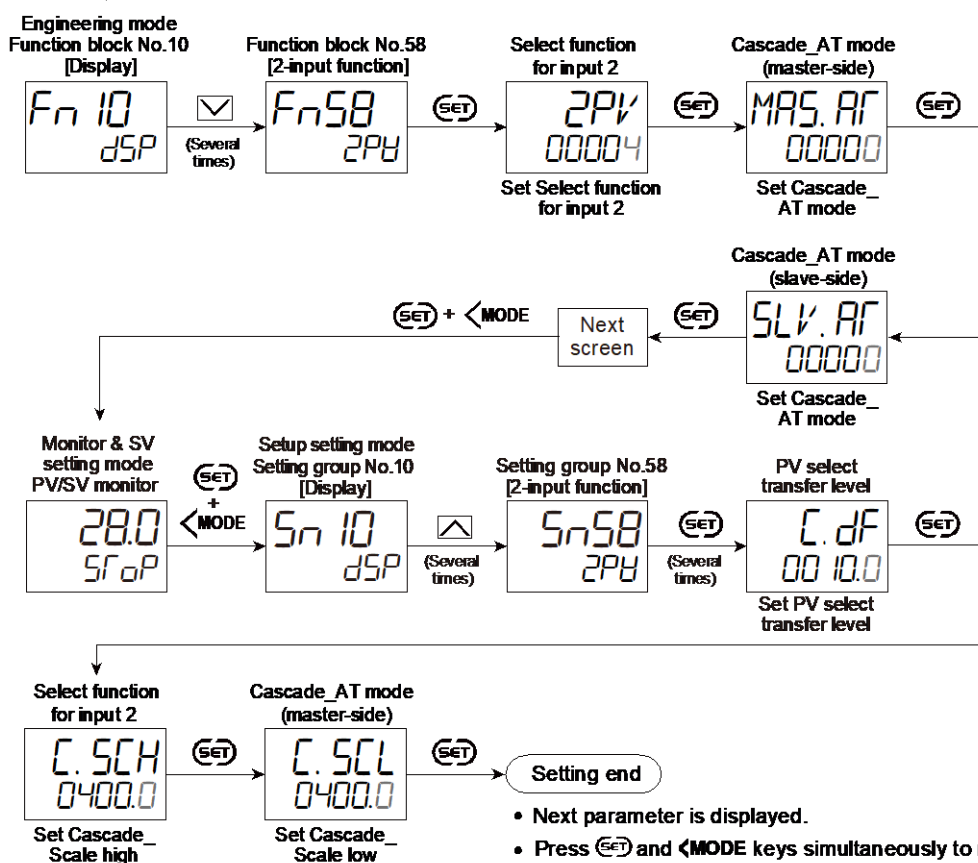 Engineering mode
Function block No.10
[Display]
Fn 10
dSP
(Several
times)
Function block No.58
[2-input function]
Fn58
2PV
SET
Select function
for input 2
2PV
00004
Set Select function
for input 2
SET
Cascade_AT mode
(master-side)
MAS. AT
00000
Set Cascade_
AT mode
SET
Cascade_AT mode
(slave-side)
SLV. AT
00000
Set Cascade_
AT mode
SET
Next
screen
SET + <MODE
Monitor & SV
setting mode
PV/SV monitor
28.0
SToP
SET
+
<MODE
Setup setting mode
Setting group No.10
[Display]
Sn 10
dSP
(Several
times)
Setting group No.58
[2-input function]
Sn58
2PV
SET
(Several
times)
PV select
transfer level
C. dF
0010.0
Set PV select
transfer level
SET
Select function
for input 2
C. SCH
0400.0
Set Cascade_
Scale high
SET
Cascade_AT mode
(master-side)
C. SCL
0400.0
Set Cascade_
Scale low
SET
Setting end
• Next parameter is displayed.
• Press SET and <MODE keys simultaneously to